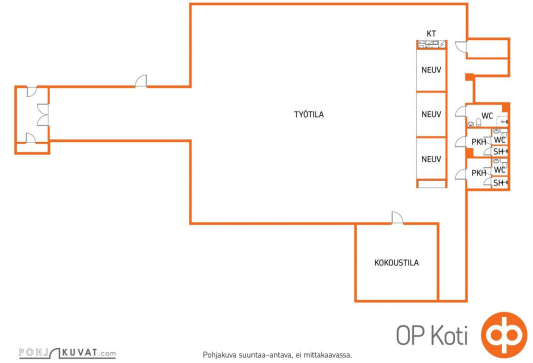 KT
NEUV
TYÖTILA
NEUV
WC
PKH
WC
SH
NEUV
PKH
WC
SH
KOKOUSTILA
OP Koti
POHJAKUVAT.com
Pohjakuva suuntaa-antava, ei mittakaavassa.